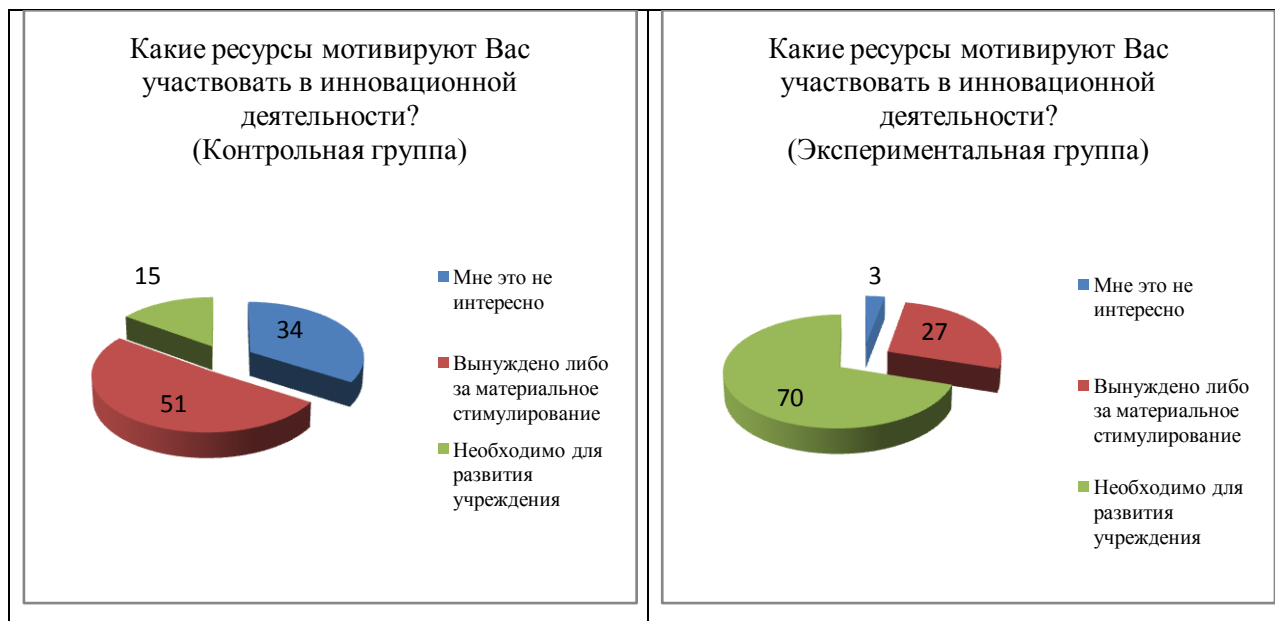 Какие ресурсы мотивируют Вас
участвовать в инновационной
деятельности?
(Контрольная группа)
15
34
51
Мне это не
интересно
Вынуждено либо
за материальное
стимулирование
Необходимо для
развития
учреждения
Какие ресурсы мотивируют Вас
участвовать в инновационной
деятельности?
(Экспериментальная группа)
3
27
70
Мне это не
интересно
Вынуждено либо
за материальное
стимулирование
Необходимо для
развития
учреждения